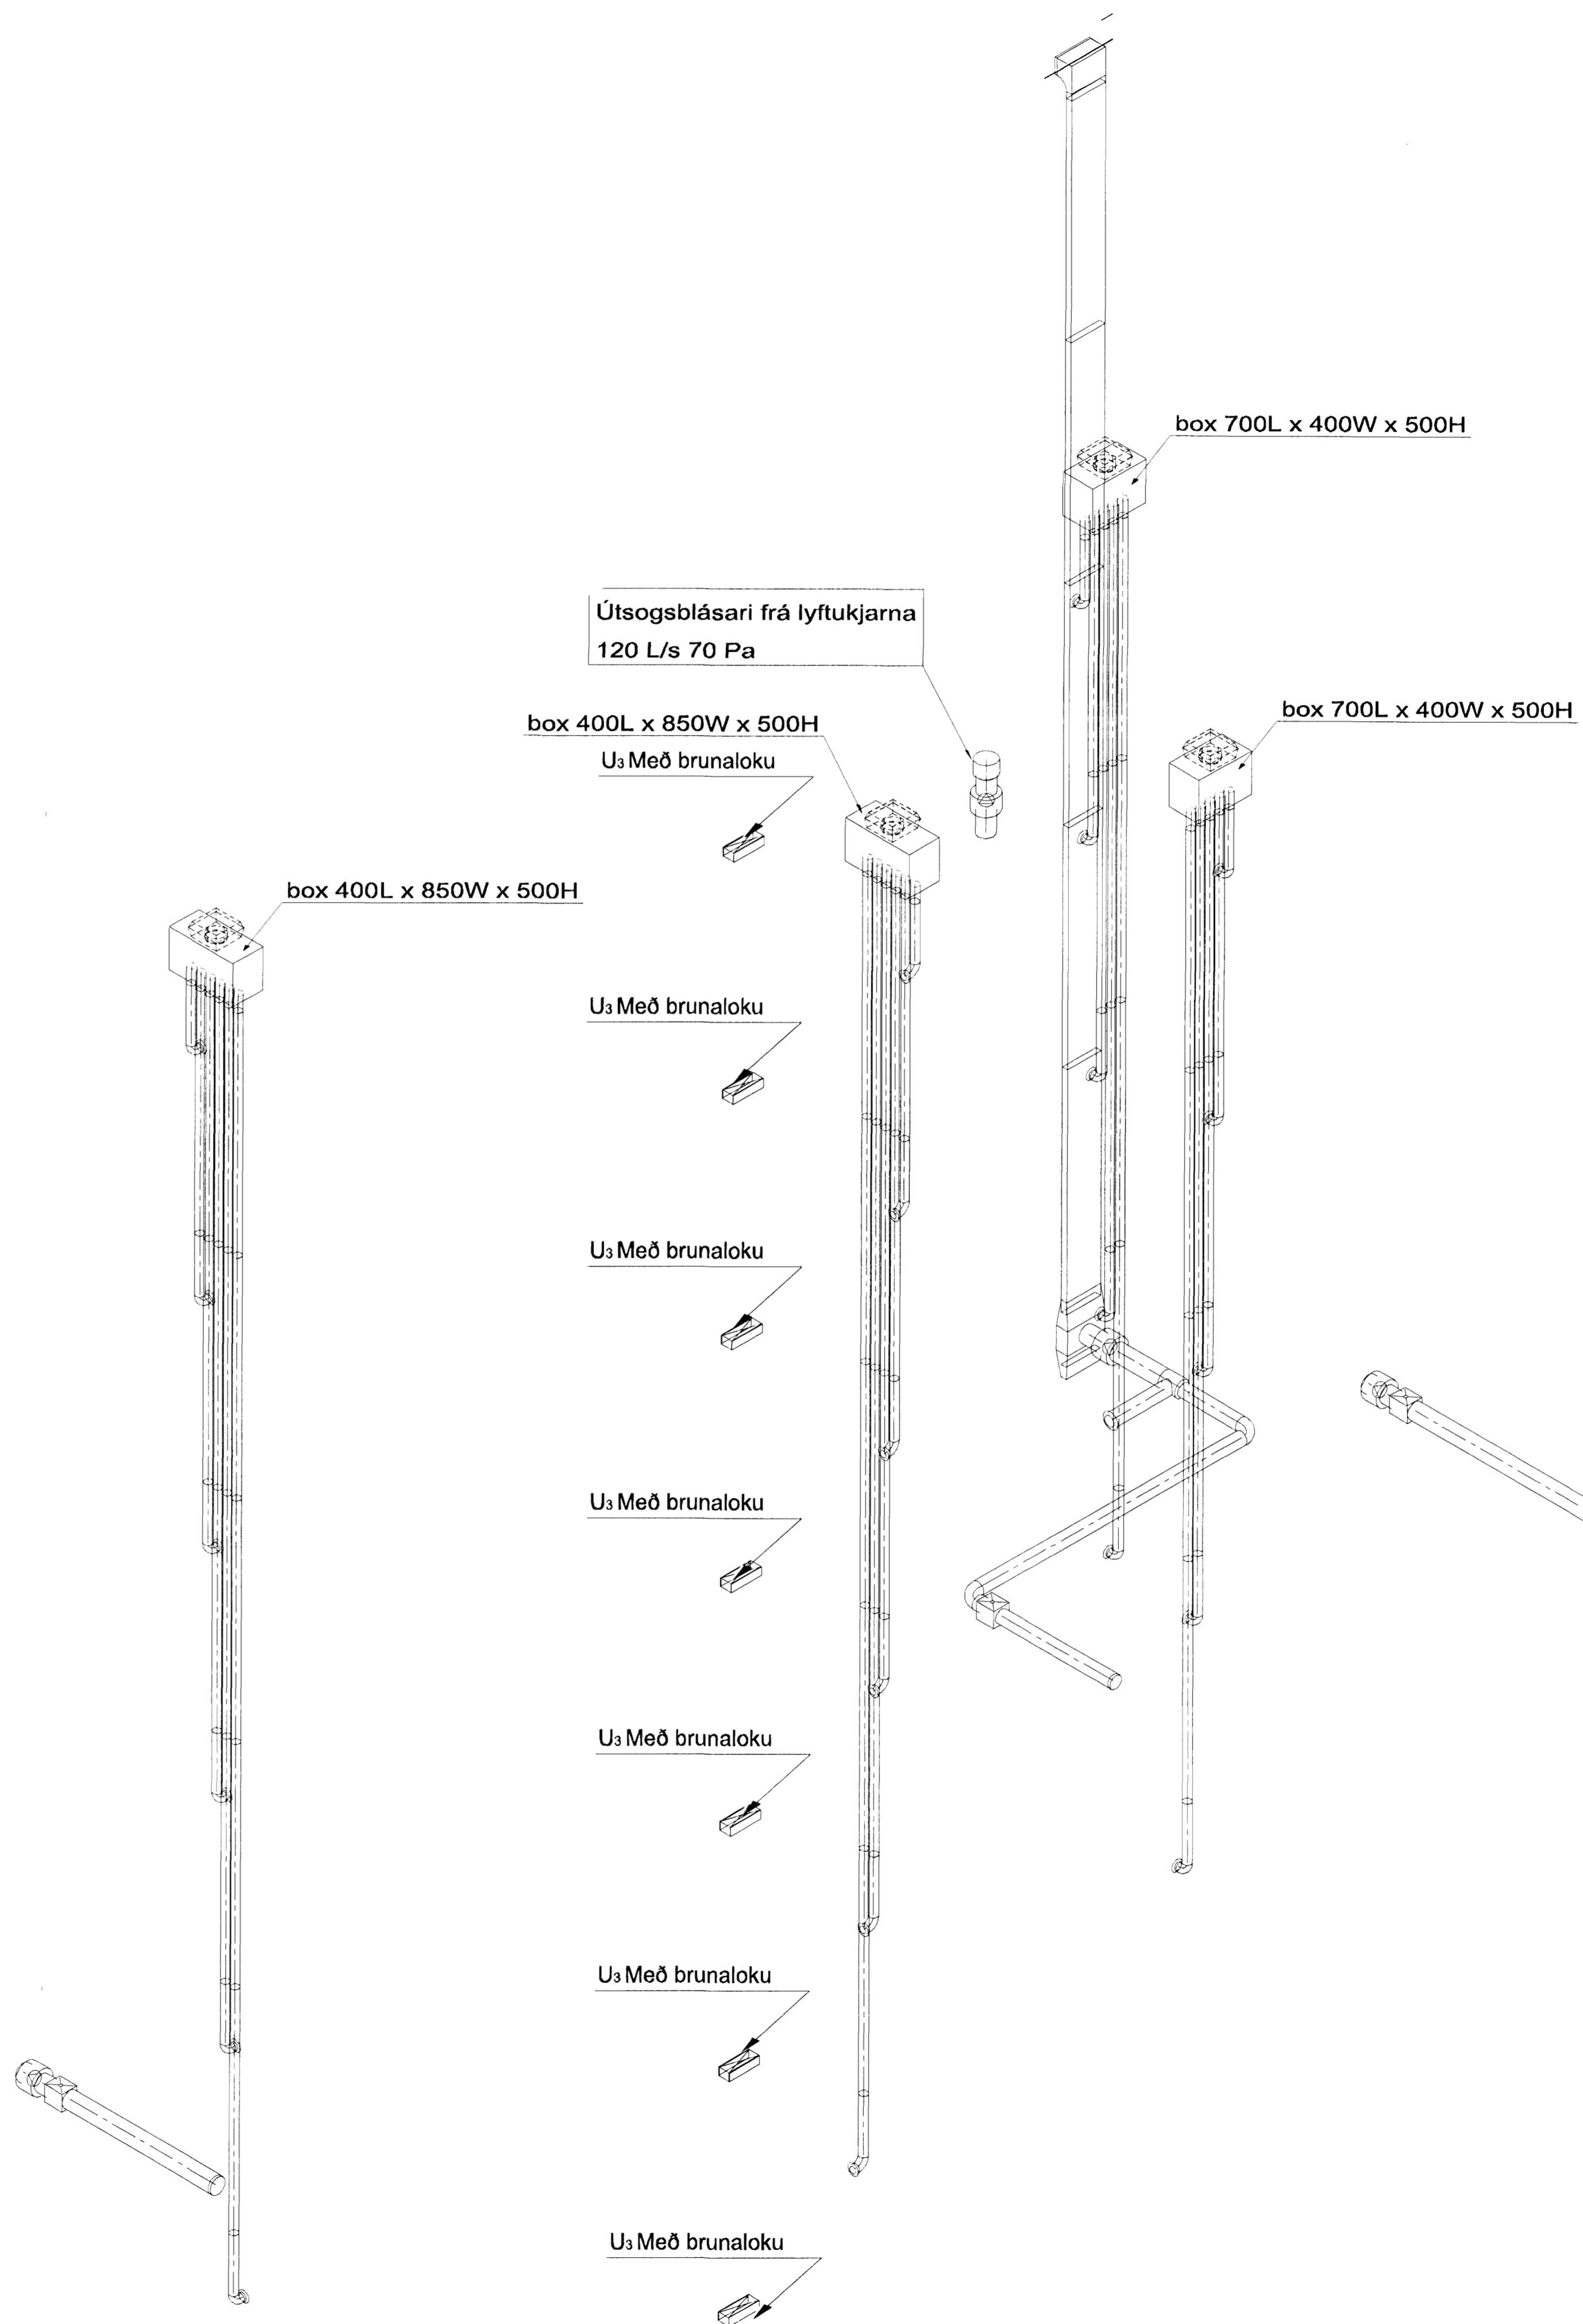 box 700L x 400W x 500H
Útsogsblásari frá lyftukjarna
120 L/s 70 Pa
box 700L x 400W x 500H
box 400L x 850W x 500H
U₃ Með brunaloku
box 400L x 850W x 500H
U₃ Með brunaloku
U₃ Með brunaloku
U₃ Með brunaloku
U₃ Með brunaloku
U₃ Með brunaloku
U₃ Með brunaloku